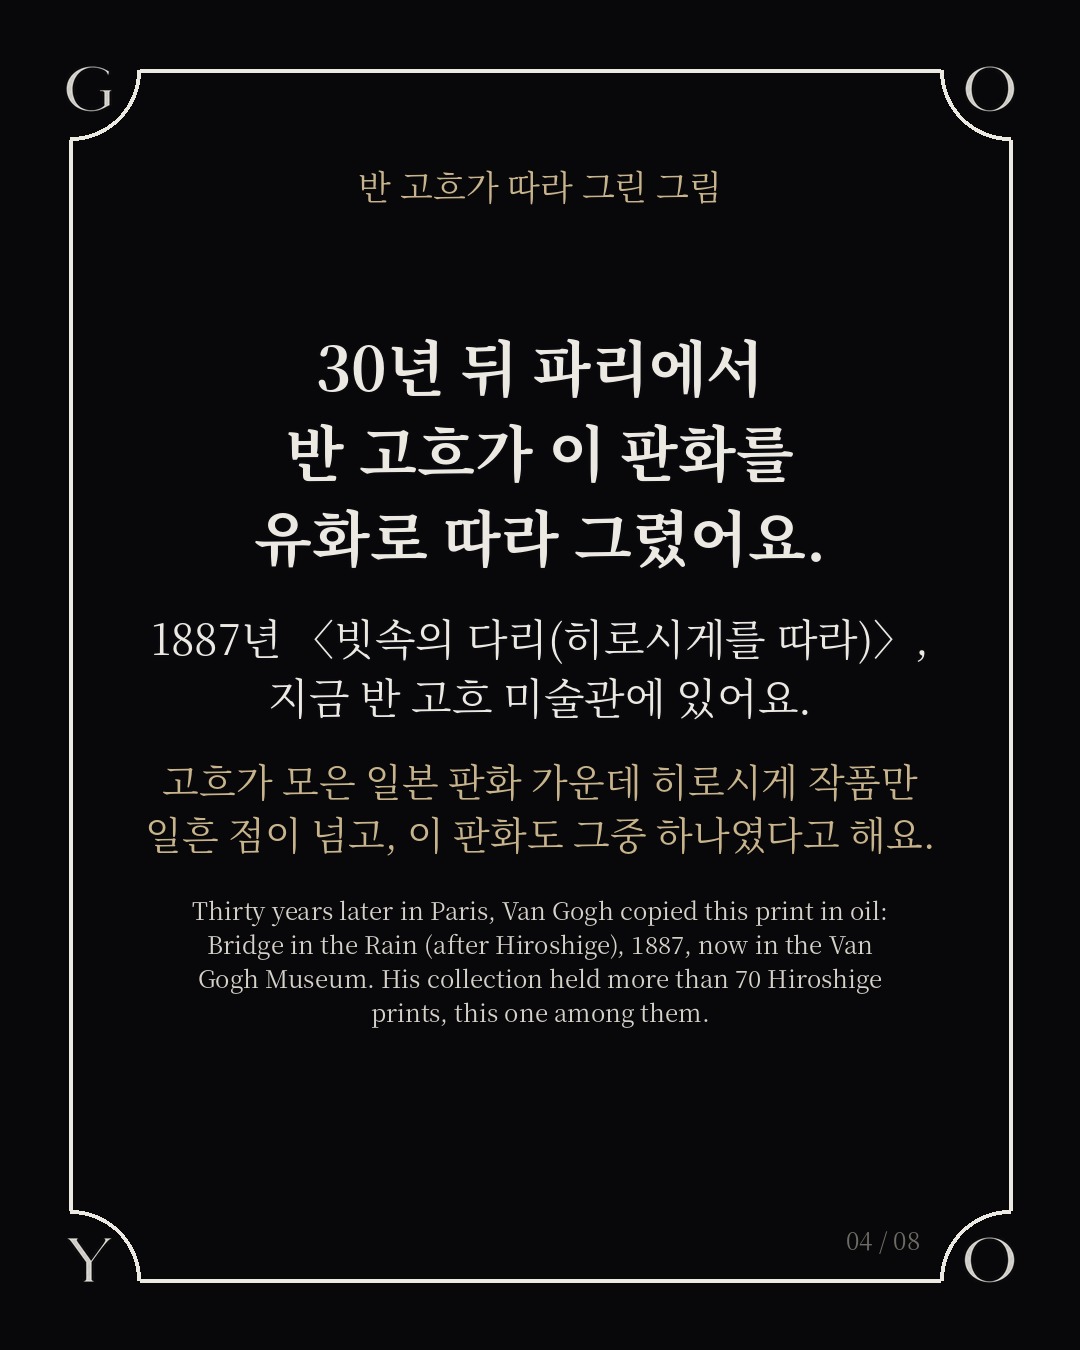 G O
반 고흐가 따라 그린 그림
30년 뒤 파리에서
반 고흐가 이 판화를
유화로 따라 그렸어요.
1887년 〈빗속의 다리(히로시게를 따라)〉,
지금 반 고흐 미술관에 있어요.
고흐가 모은 일본 판화 가운데 히로시게 작품만
일흔 점이 넘고, 이 판화도 그중 하나였다고 해요.
Thirty years later in Paris, Van Gogh copied this print in oil:
Bridge in the Rain (after Hiroshige), 1887, now in the Van
Gogh Museum. His collection held more than 70 Hiroshige
prints, this one among them.
04 / 08
Y O